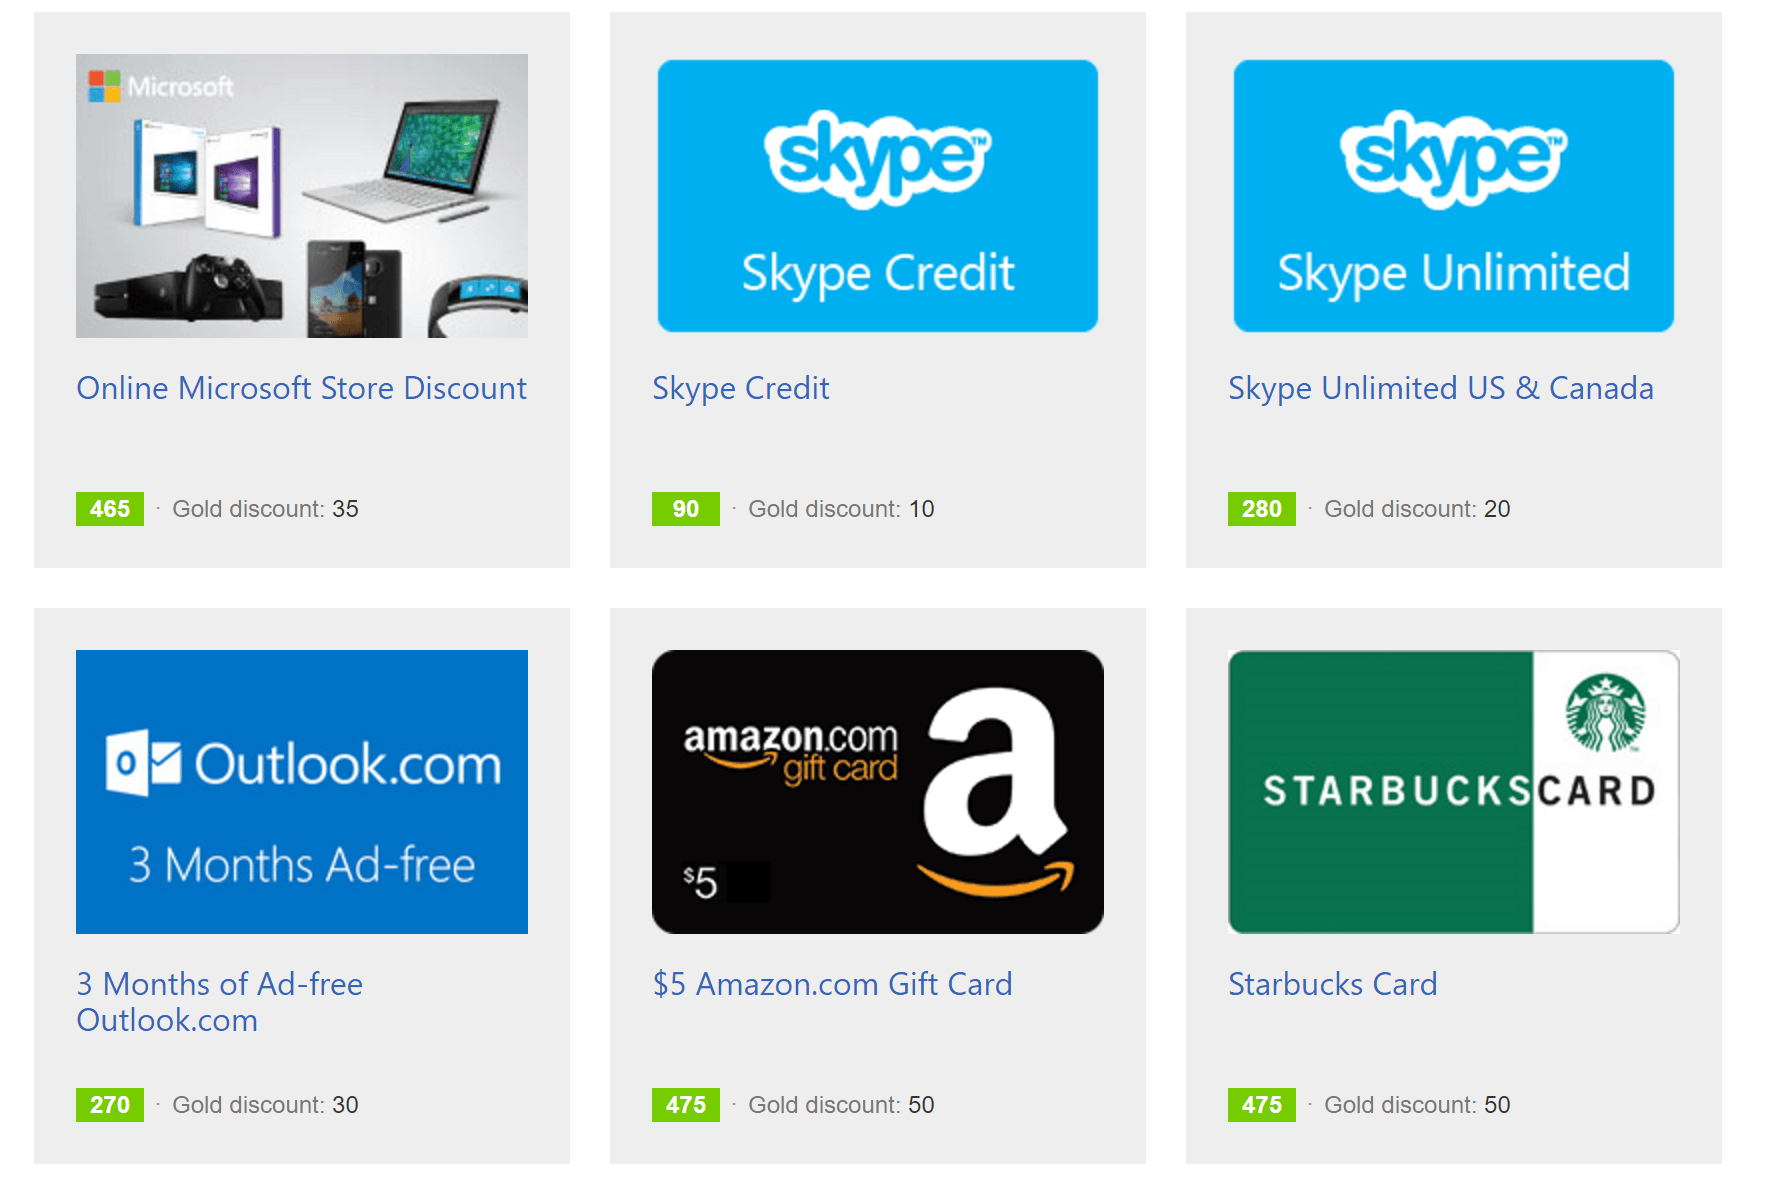 Microsoft
skype™
Skype Credit
skype™
Skype Unlimited
Online Microsoft Store Discount
Skype Credit
Skype Unlimited US & Canada
465 · Gold discount: 35
90 · Gold discount: 10
280 · Gold discount: 20
Outlook.com
3 Months Ad-free
amazon.com
gift card
$5
STARBUCKS CARD
3 Months of Ad-free
Outlook.com
$5 Amazon.com Gift Card
Starbucks Card
270 · Gold discount: 30
475 · Gold discount: 50
475 · Gold discount: 50